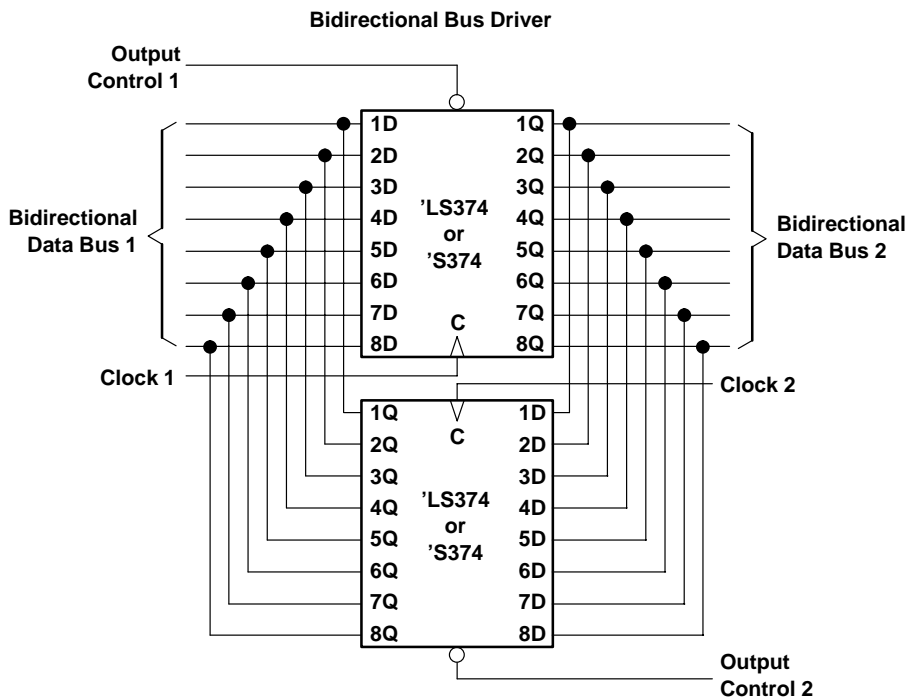 Bidirectional Bus Driver
Output
Control 1
1D
2D
3D
4D
5D
6D
7D
8D
1Q
2Q
3Q
4Q
5Q
6Q
7Q
8Q
’LS374
or
’S374
C
Bidirectional
Data Bus 1
Bidirectional
Data Bus 2
Clock 1
Clock 2
1Q
2Q
3Q
4Q
5Q
6Q
7Q
8Q
C
’LS374
or
’S374
1D
2D
3D
4D
5D
6D
7D
8D
Output
Control 2